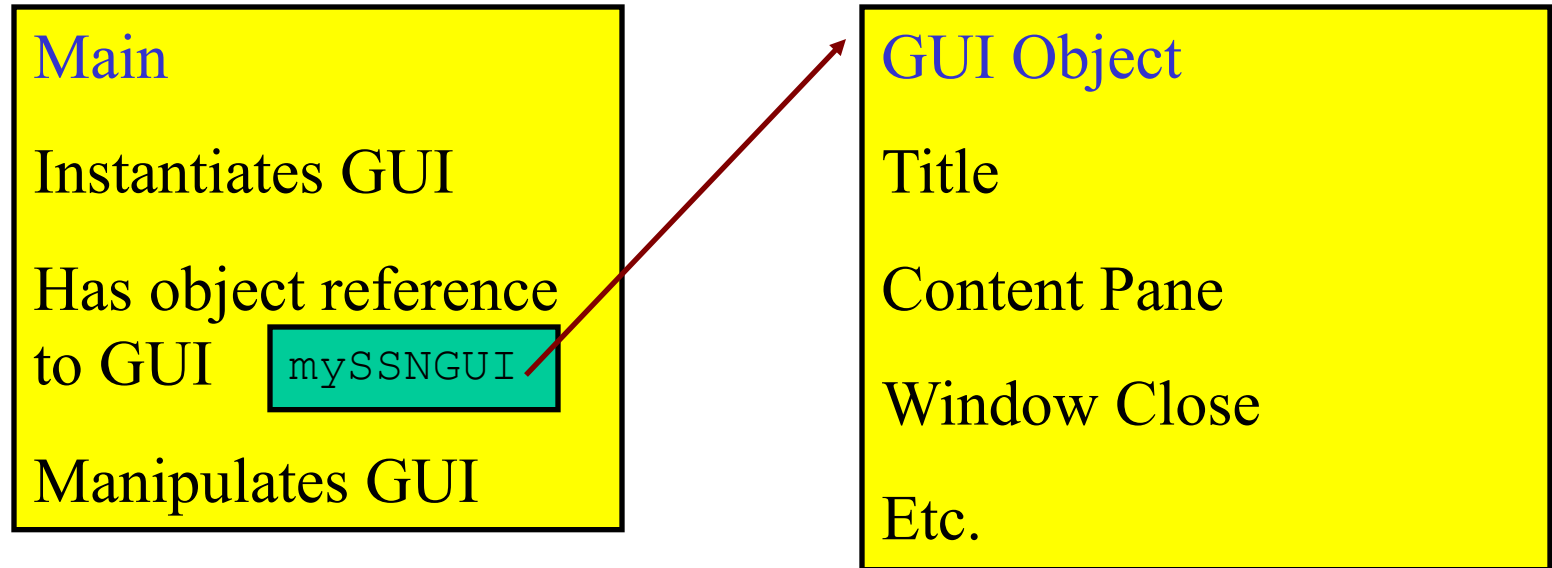 Main
Instantiates GUI
Has object reference
to GUI
mySSNGUI
Manipulates GUI
GUI Object
Title
Content Pane
Window Close
Etc.